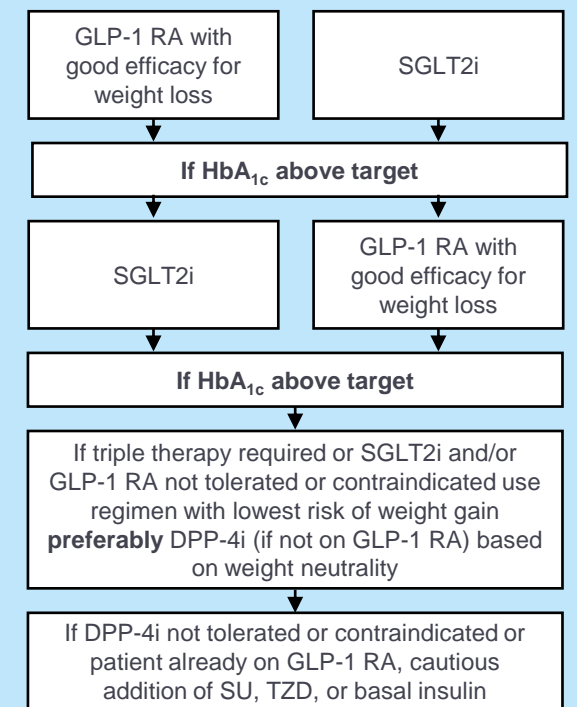 GLP-1 RA with
good efficacy for
weight loss
SGLT2i
If HbA1c above target
SGLT2i
GLP-1 RA with
good efficacy for
weight loss
If HbA1c above target
If triple therapy required or SGLT2i and/or
GLP-1 RA not tolerated or contraindicated use
regimen with lowest risk of weight gain
preferably DPP-4i (if not on GLP-1 RA) based
on weight neutrality
If DPP-4i not tolerated or contraindicated or
patient already on GLP-1 RA, cautious
addition of SU, TZD, or basal insulin